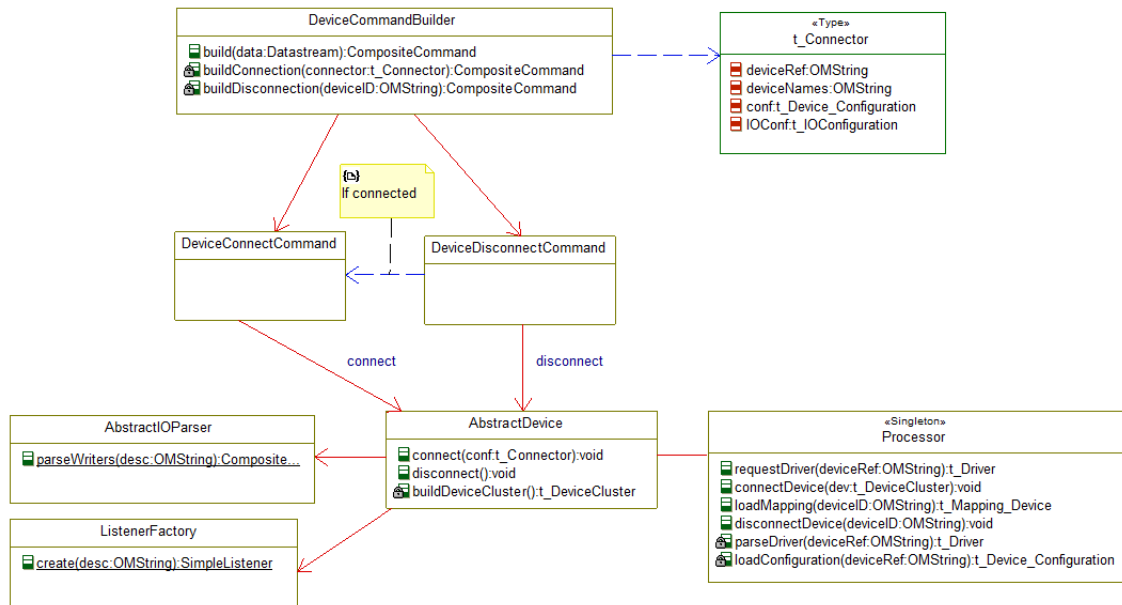 DeviceCommandBuilder
build(data:Datastream):CompositeCommand
buildConnection(connector:t_Connector):CompositeCommand
buildDisconnection(deviceID:OMString):CompositeCommand
«Type»
t_Connector
deviceRef:OMString
deviceNames:OMString
conf:t_Device_Configuration
IOConf:t_IOConfiguration
If connected
DeviceConnectCommand
DeviceDisconnectCommand
connect
disconnect
AbstractIOParser
parseWriters(desc:OMString):Composite...
AbstractDevice
connect(conf:t_Connector):void
disconnect():void
buildDeviceCluster():t_DeviceCluster
«Singleton»
Processor
requestDriver(deviceRef:OMString):t_Driver
connectDevice(dev:t_DeviceCluster):void
loadMapping(deviceID:OMString):t_Mapping_Device
disconnectDevice(deviceID:OMString):void
parseDriver(deviceRef:OMString):t_Driver
loadConfiguration(deviceRef:OMString):t_Device_Configuration
ListenerFactory
create(desc:OMString):SimpleListener